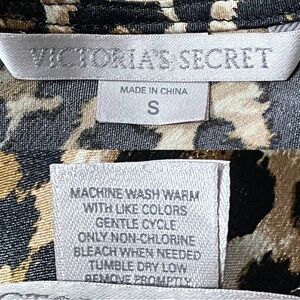 VICTORIA'S SECRET
MADE IN CHINA
S
MACHINE WASH WARM
WITH LIKE COLORS
GENTLE CYCLE
ONLY NON-CHLORINE
BLEACH WHEN NEEDED
TUMBLE DRY LOW
REMOVE PROMPTLY